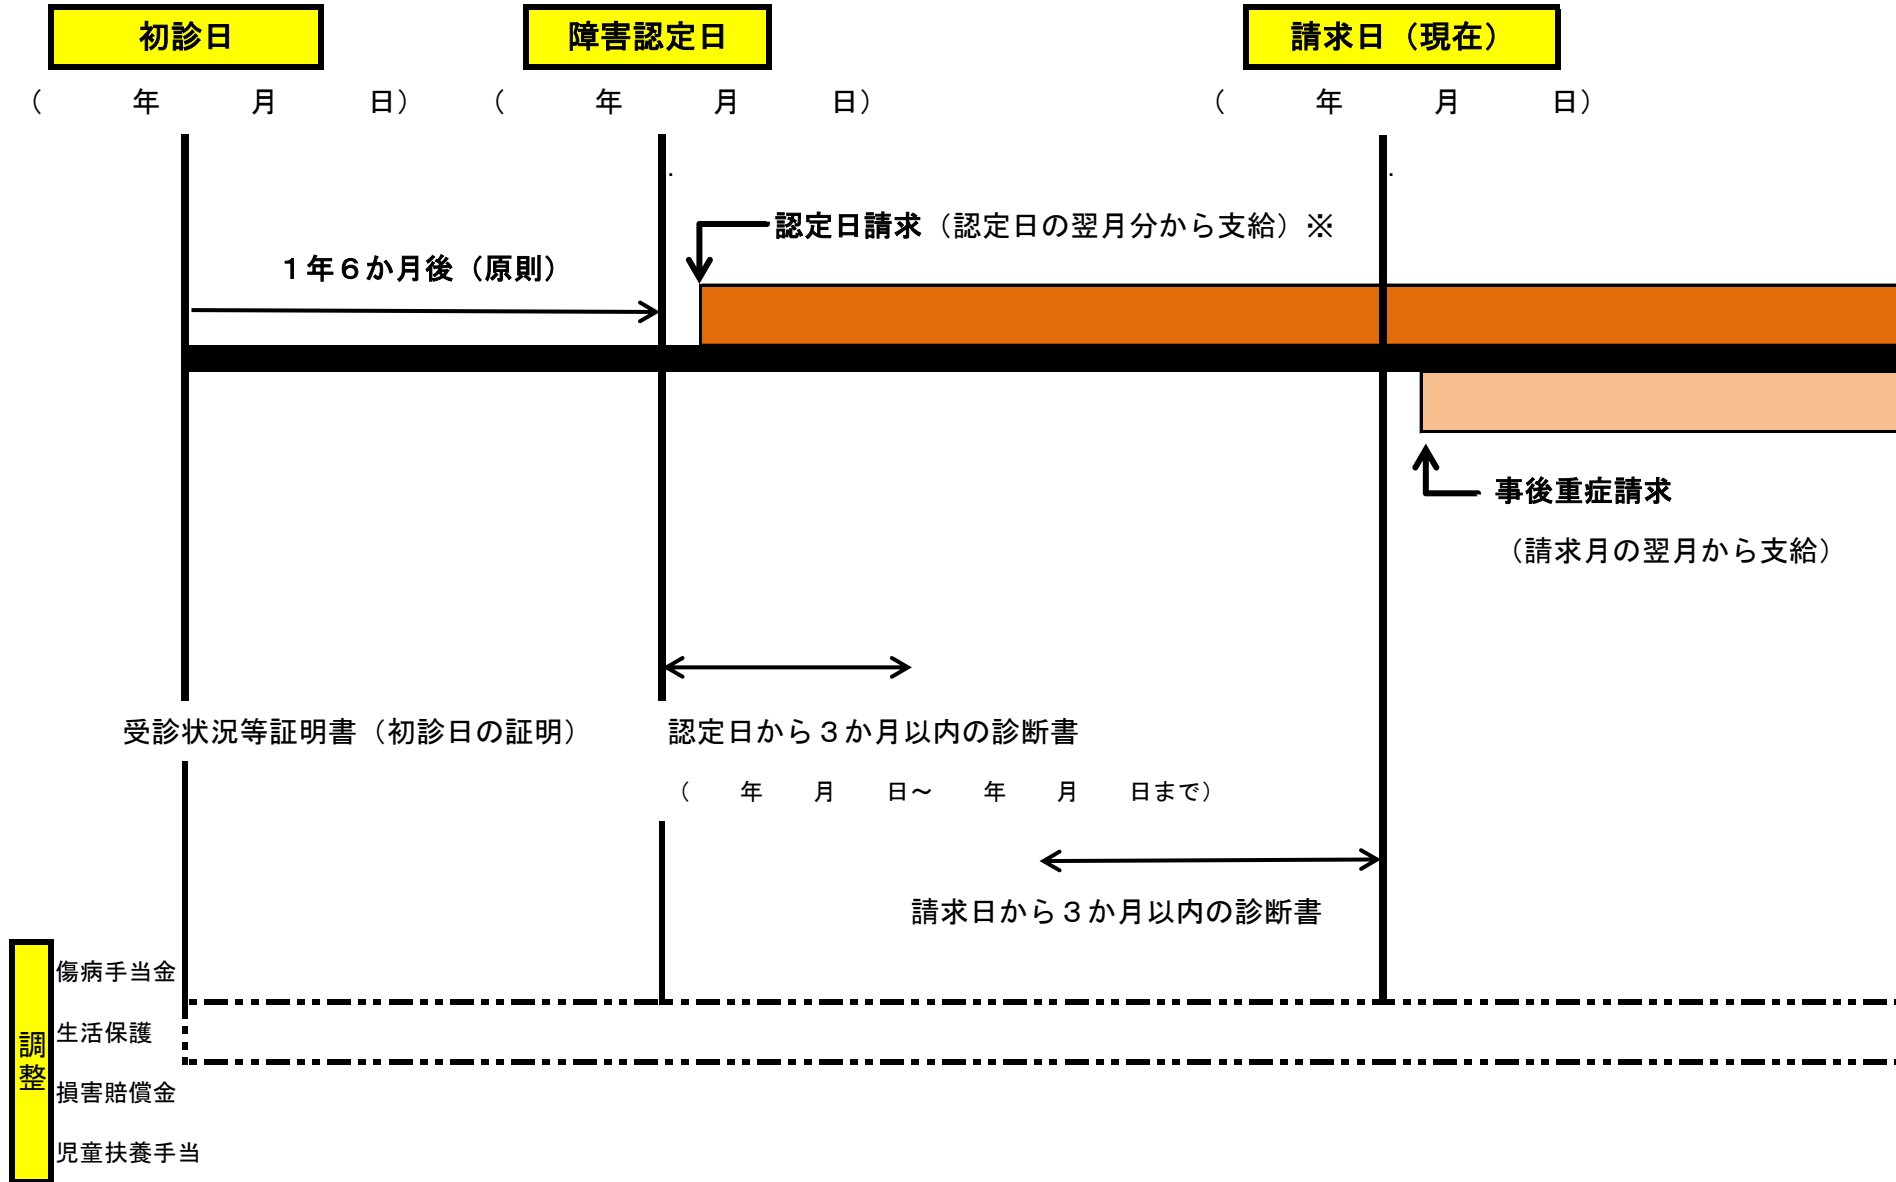 初診日　障害認定日　請求日（現在）
（　年　月　日）　（　年　月　日）　（　年　月　日）
認定日請求（認定日の翌月分から支給）※
１年６か月後（原則）
事後重症請求
（請求月の翌月から支給）
受診状況等証明書（初診日の証明）　認定日から３か月以内の診断書
（　年　月　日～　年　月　日まで）
請求日から３か月以内の診断書
調整
傷病手当金
生活保護
損害賠償金
児童扶養手当